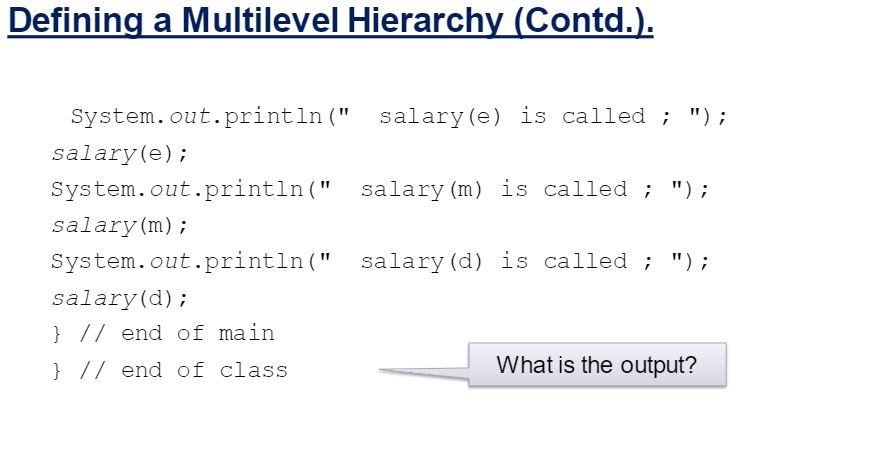 Defining a Multilevel Hierarchy (Contd.).
System.out.println("  salary(e) is called ; ");
salary(e);
System.out.println("  salary(m) is called ; ");
salary(m);
System.out.println("  salary(d) is called ; ");
salary(d);
} // end of main
} // end of class
What is the output?